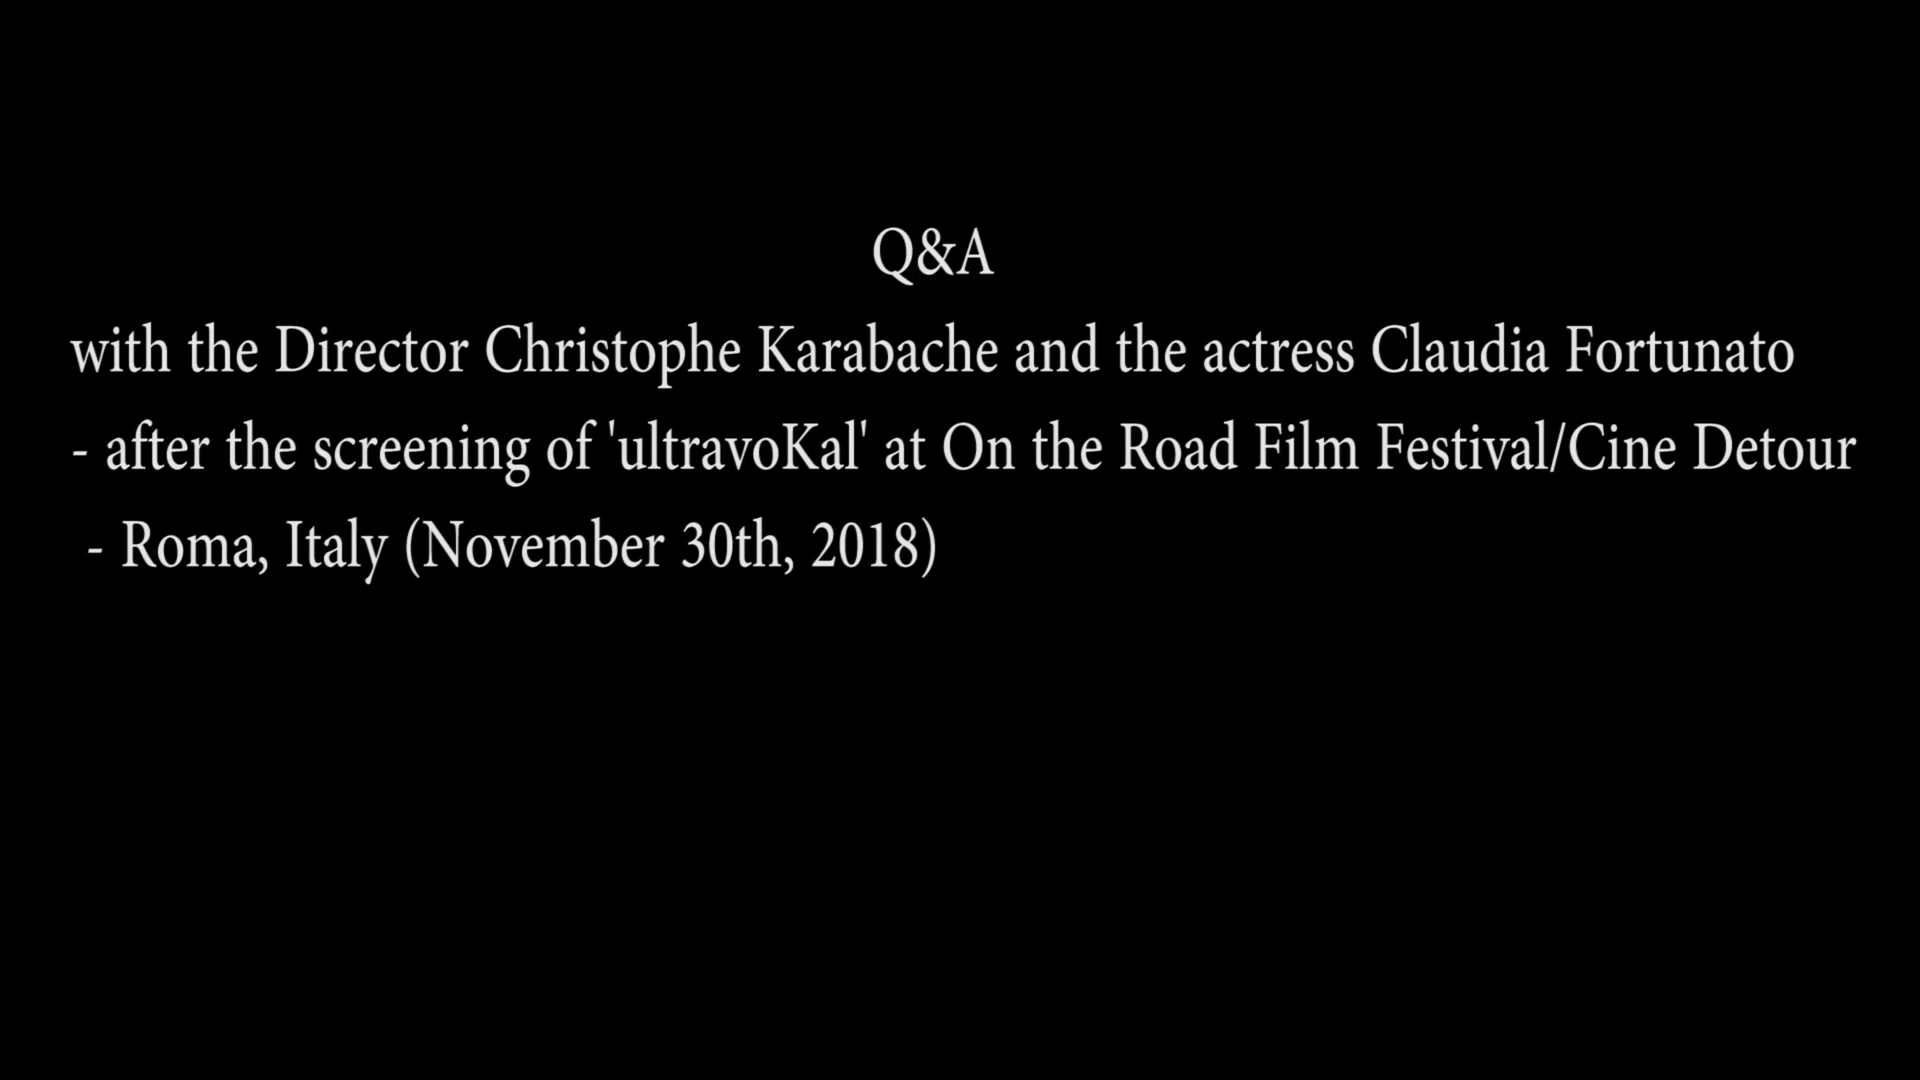 Q&A
with the Director Christophe Karabache and the actress Claudia Fortunato
- after the screening of 'ultravoKal' at On the Road Film Festival/Cine Detour
- Roma, Italy (November 30th, 2018)